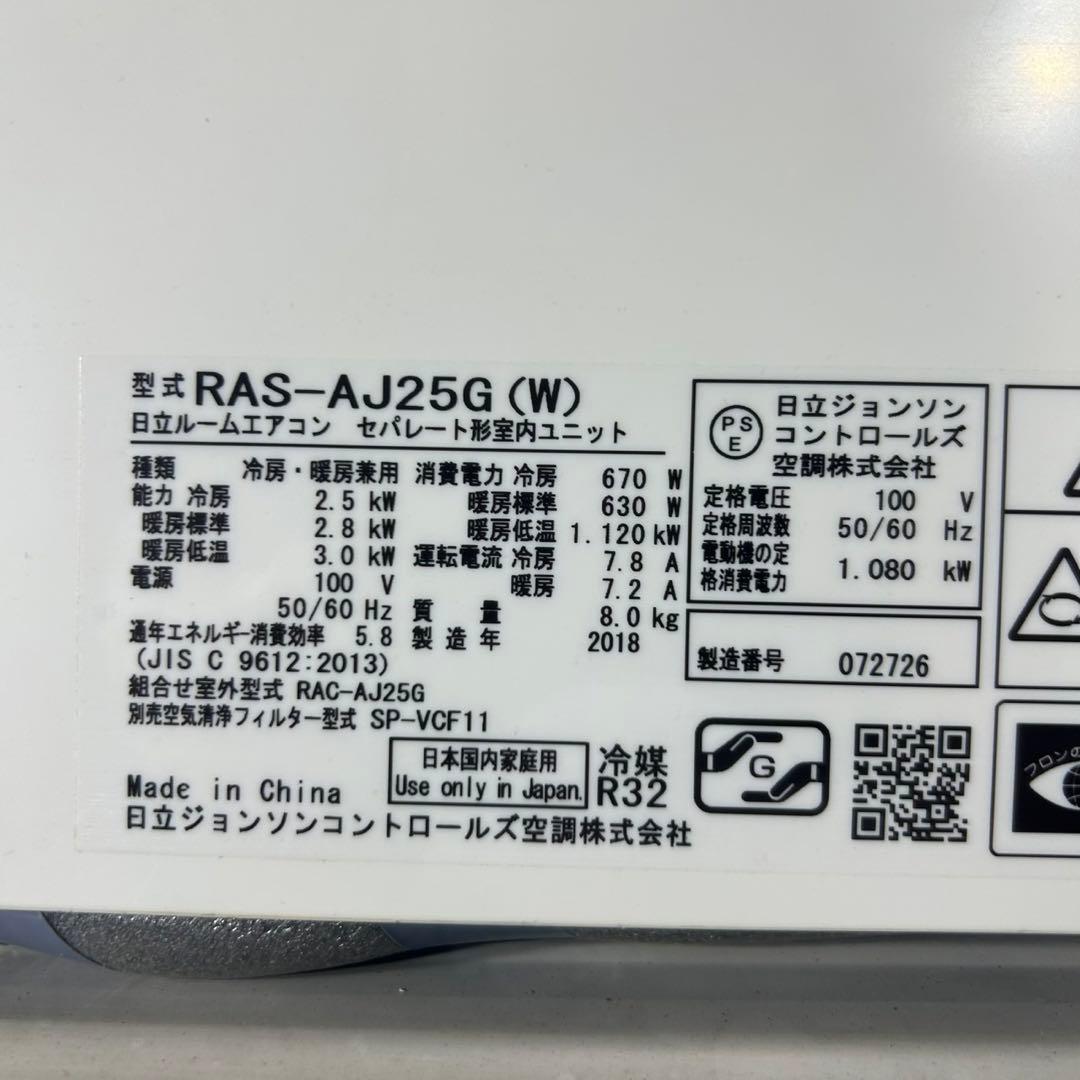 型式 RAS-AJ25G(W)
日立ルームエアコン セパレート形室内ユニット
種類 冷房・暖房兼用
能力 冷房 2.5 kW
暖房標準 2.8 kW
暖房低温 3.0 kW
電源 100 V
50/60 Hz
通年エネルギー消費効率 5.8
(JIS C 9612:2013)
組合せ室外型式 RAC-AJ25G
別売空気清浄フィルター型式 SP-VCF11
消費電力 冷房 670 W
暖房標準 630 W
暖房低温 1.120 kW
運転電流 冷房 7.8 A
暖房 7.2 A
質量 8.0 kg
製造年 2018
日本国内家庭用
Use only in Japan.
冷媒
R32
Made in China
日立ジョンソンコントロールズ空調株式会社
PS
E
日立ジョンソン
コントロールズ
空調株式会社
定格電圧 100 V
定格周波数 50/60 Hz
電動機の定
格消費電力 1.080 kW
製造番号 072726
G
フロンの